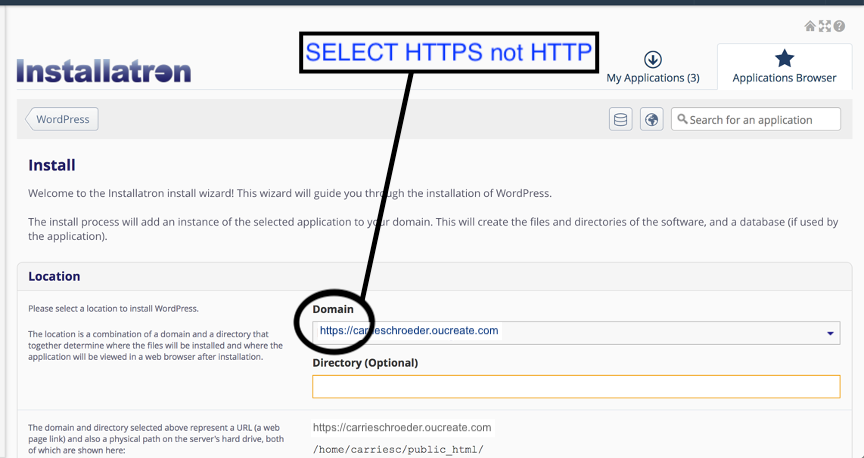 SELECT HTTPS not HTTP
Installatron
My Applications (3)
Applications Browser
WordPress
Search for an application
Install
Welcome to the Installatron install wizard! This wizard will guide you through the installation of WordPress.
The install process will add an instance of the selected application to your domain. This will create the files and directories of the software, and a database (if used by
the application).
Location
Please select a location to install WordPress.
The location is a combination of a domain and a directory that
together determine where the files will be installed and where the
application will be viewed in a web browser after installation.
Domain
https://carrieschroeder.oucreate.com
Directory (Optional)
The domain and directory selected above represent a URL (a web
page link) and also a physical path on the server's hard drive, both
of which are shown here:
https://carrieschroeder.oucreate.com
/home/carriesc/public_html/